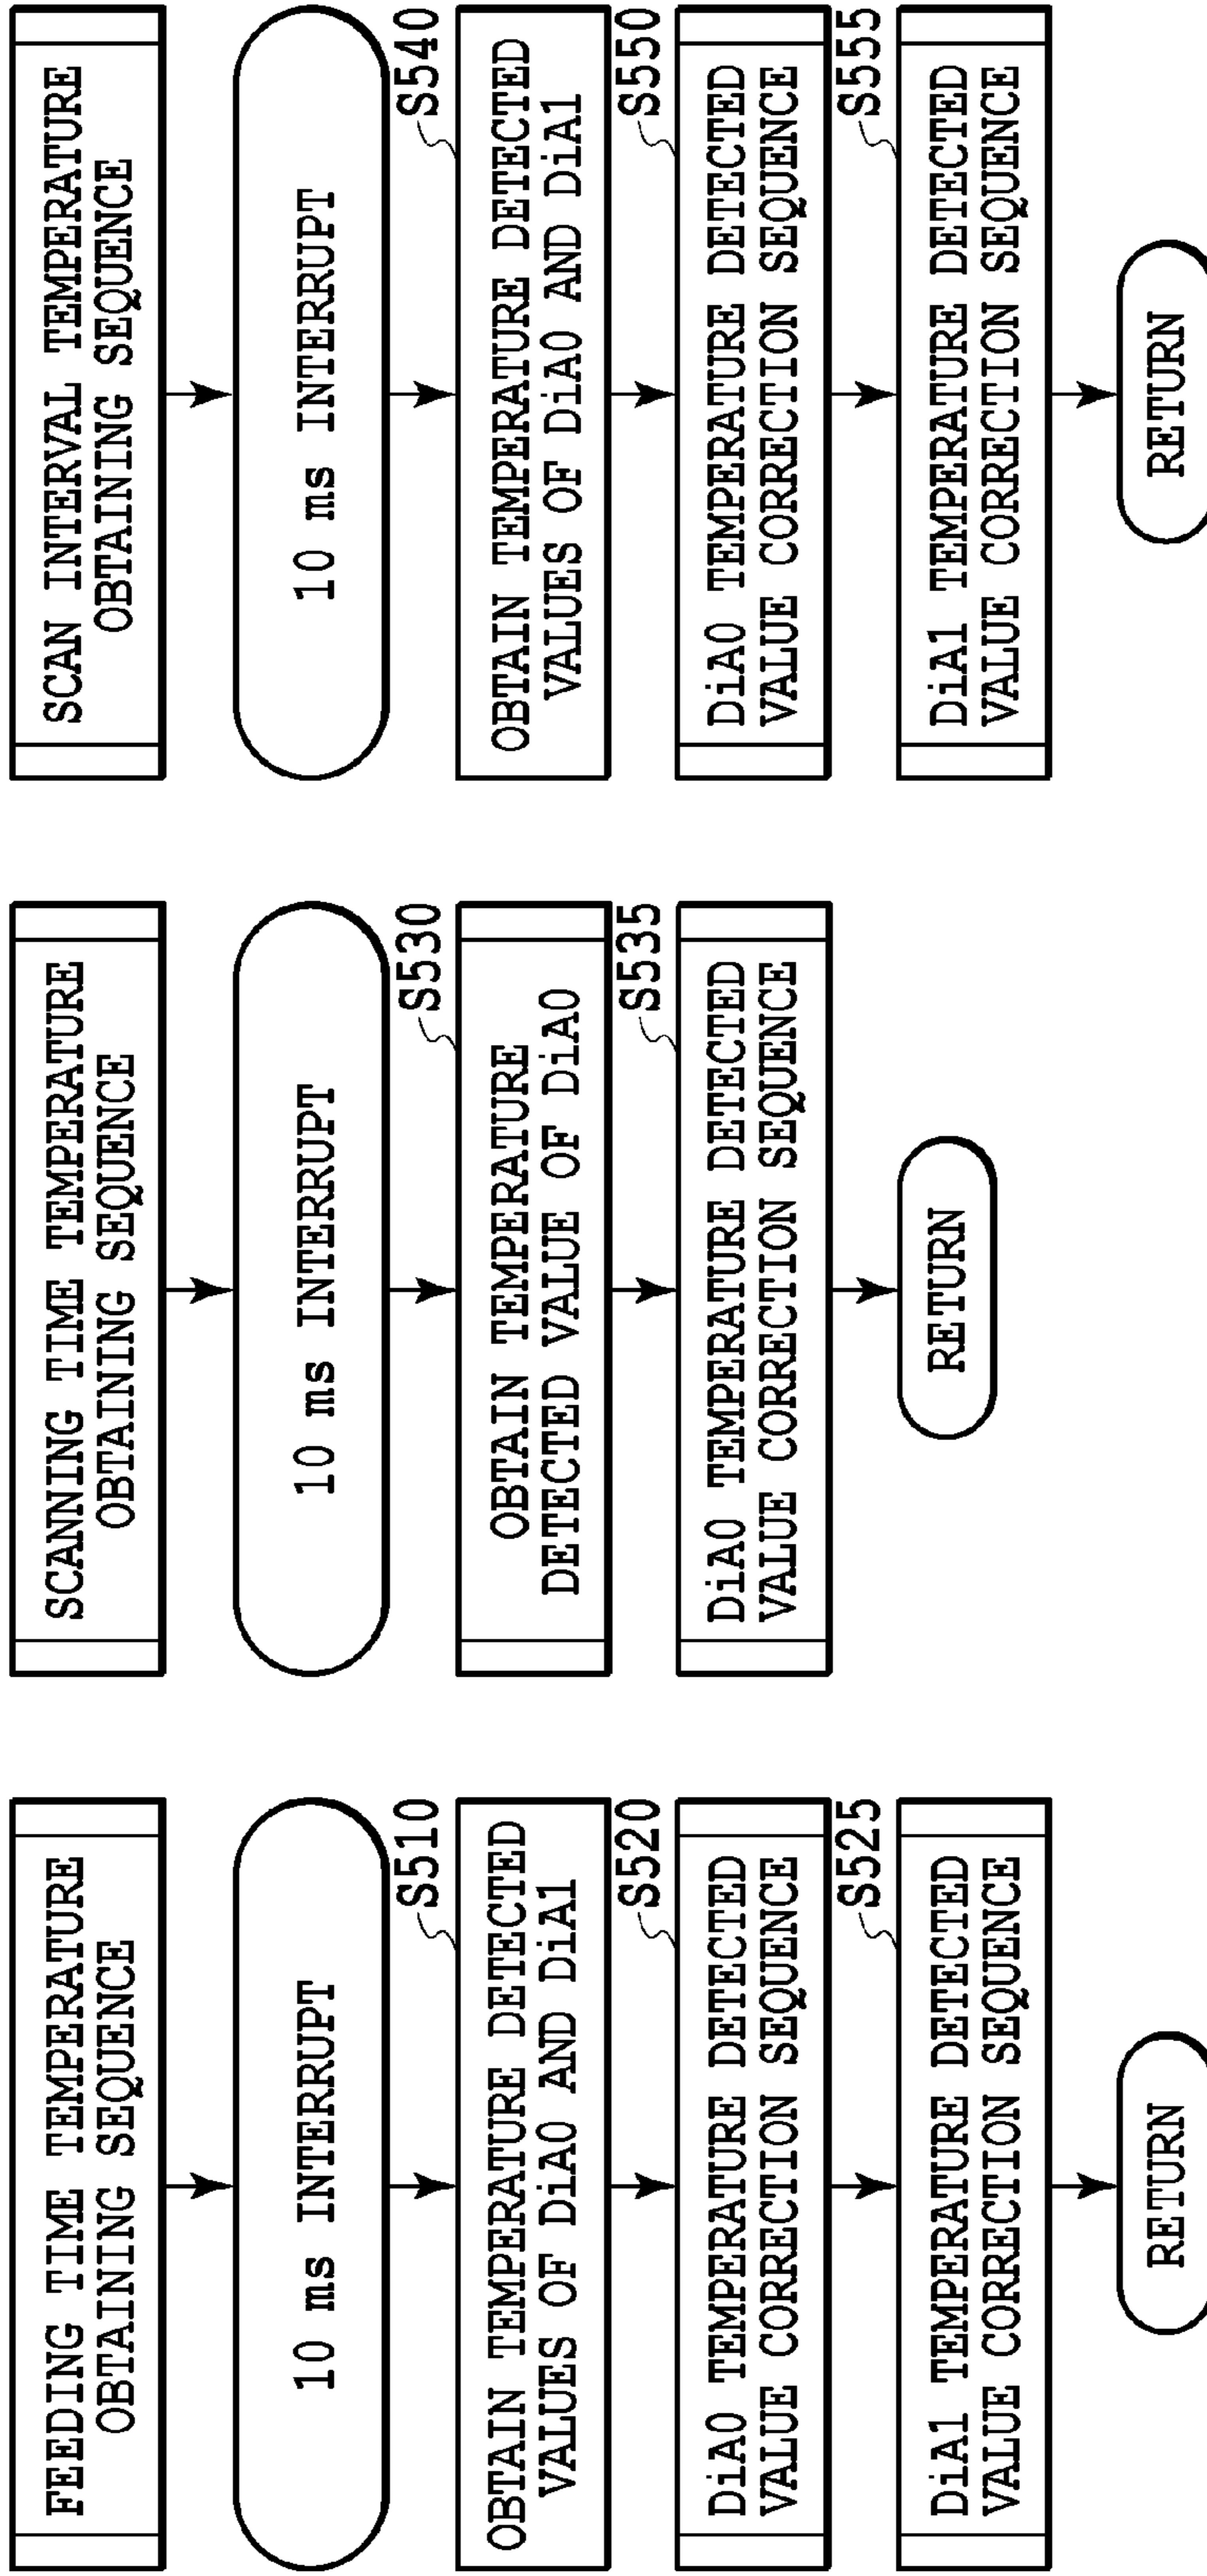 FEEDING TIME TEMPERATURE
OBTAINING SEQUENCE
10 ms INTERRUPT
S510
OBTAIN TEMPERATURE DETECTED
VALUES OF DiA0 AND DiA1
S520
DiA0 TEMPERATURE DETECTED
VALUE CORRECTION SEQUENCE
S525
DiA1 TEMPERATURE DETECTED
VALUE CORRECTION SEQUENCE
RETURN
SCANNING TIME TEMPERATURE
OBTAINING SEQUENCE
10 ms INTERRUPT
S530
OBTAIN TEMPERATURE
DETECTED VALUE OF DiA0
S535
DiA0 TEMPERATURE DETECTED
VALUE CORRECTION SEQUENCE
RETURN
SCAN INTERVAL TEMPERATURE
OBTAINING SEQUENCE
10 ms INTERRUPT
S540
OBTAIN TEMPERATURE DETECTED
VALUES OF DiA0 AND DiA1
S550
DiA0 TEMPERATURE DETECTED
VALUE CORRECTION SEQUENCE
S555
DiA1 TEMPERATURE DETECTED
VALUE CORRECTION SEQUENCE
RETURN